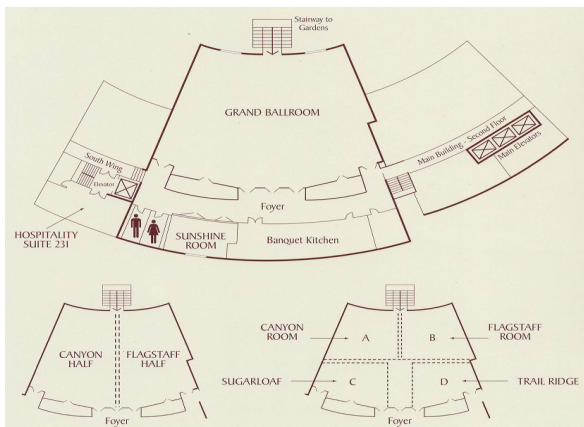 Stairway to
Gardens
GRAND BALLROOM
South Wing
Elevator
Main Building - Second Floor
Main Elevators
Foyer
HOSPITALITY
SUITE 231
SUNSHINE
ROOM
Banquet Kitchen
CANYON
HALF
FLAGSTAFF
HALF
Foyer
CANYON
ROOM
A
B
FLAGSTAFF
ROOM
SUGARLOAF
C
D
TRAIL RIDGE
Foyer